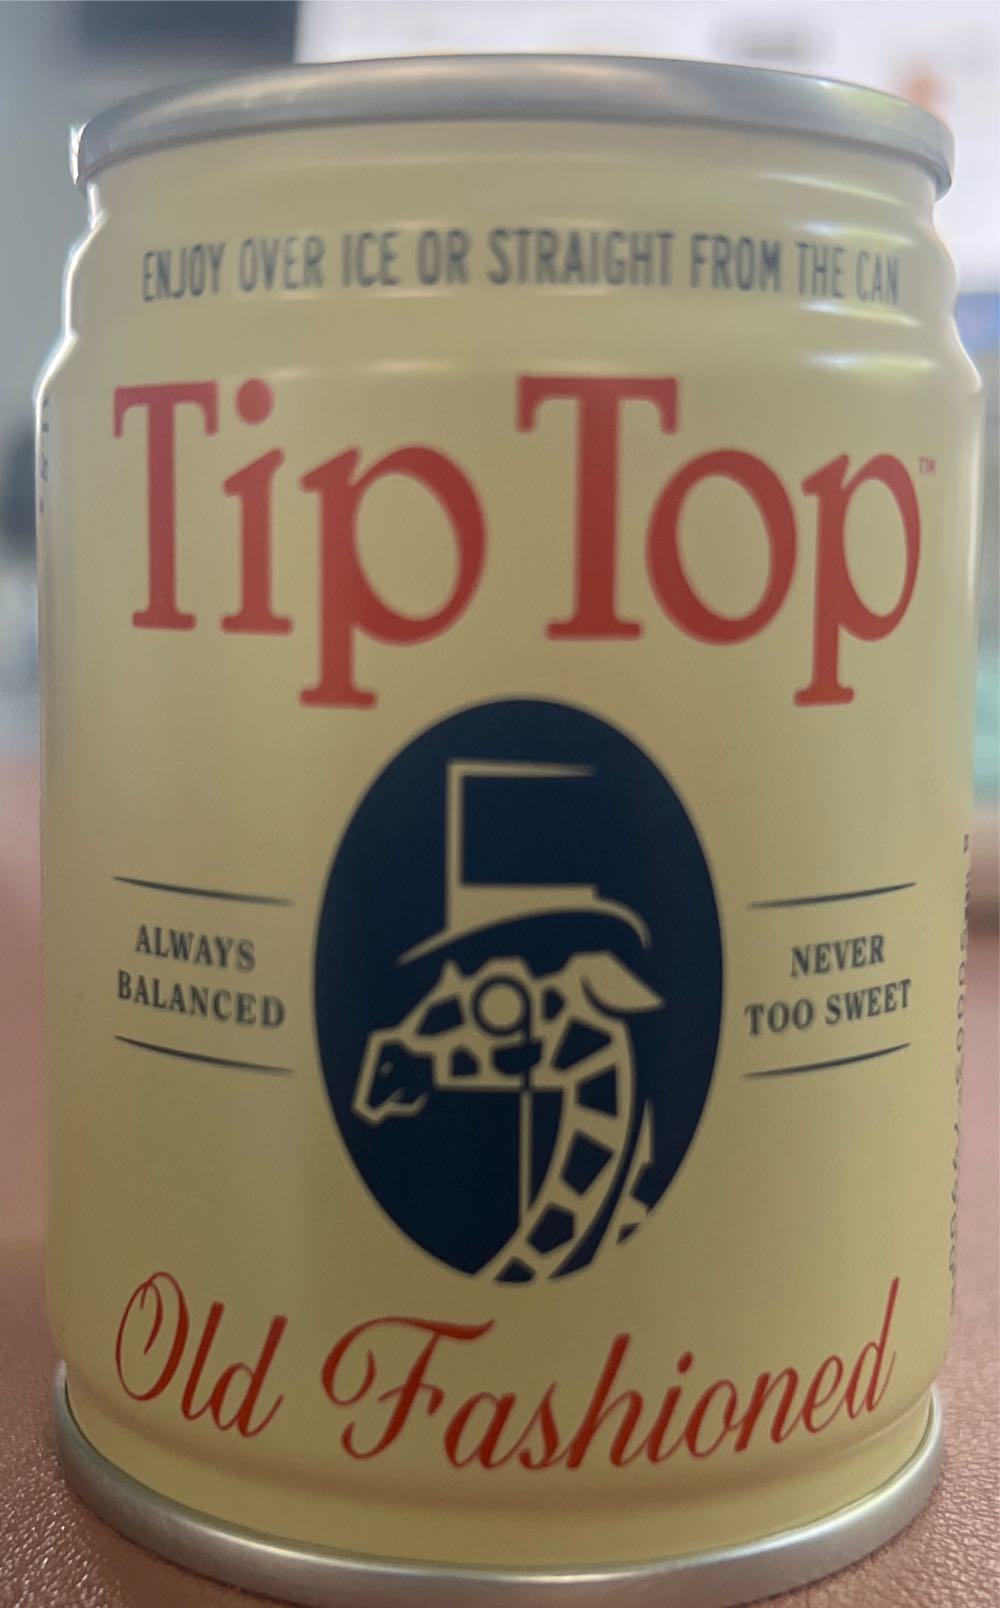 ENJOY OVER ICE OR STRAIGHT FROM THE CAN
Tip Top™
ALWAYS
BALANCED
NEVER
TOO SWEET
Old Fashioned